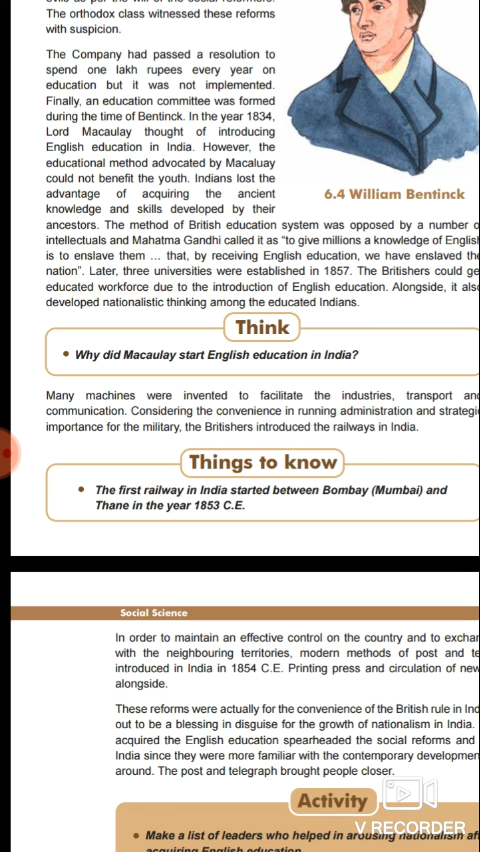 The orthodox class witnessed these reforms
with suspicion.
The Company had passed a resolution to
spend one lakh rupees every year on
education but it was not implemented.
Finally, an education committee was formed
during the time of Bentinck. In the year 1834,
Lord Macaulay thought of introducing
English education in India. However, the
educational method advocated by Macaluay
could not benefit the youth. Indians lost the
advantage of acquiring the ancient
knowledge and skills developed by their
6.4 William Bentinck
ancestors. The method of British education system was opposed by a number o
intellectuals and Mahatma Gandhi called it as “to give millions a knowledge of English
is to enslave them ... that, by receiving English education, we have enslaved the
nation”. Later, three universities were established in 1857. The Britishers could ge
educated workforce due to the introduction of English education. Alongside, it also
developed nationalistic thinking among the educated Indians.
Think
• Why did Macaulay start English education in India?
Many machines were invented to facilitate the industries, transport and
communication. Considering the convenience in running administration and strategi
importance for the military, the Britishers introduced the railways in India.
Things to know
• The first railway in India started between Bombay (Mumbai) and
Thane in the year 1853 C.E.
Social Science
In order to maintain an effective control on the country and to exchan
with the neighbouring territories, modern methods of post and te
introduced in India in 1854 C.E. Printing press and circulation of new
alongside.
These reforms were actually for the convenience of the British rule in Ind
out to be a blessing in disguise for the growth of nationalism in India.
acquired the English education spearheaded the social reforms and
India since they were more familiar with the contemporary developmen
around. The post and telegraph brought people closer.
Activity
V RECORDER
• Make a list of leaders who helped in arousing nationalism aft
acquiring English education